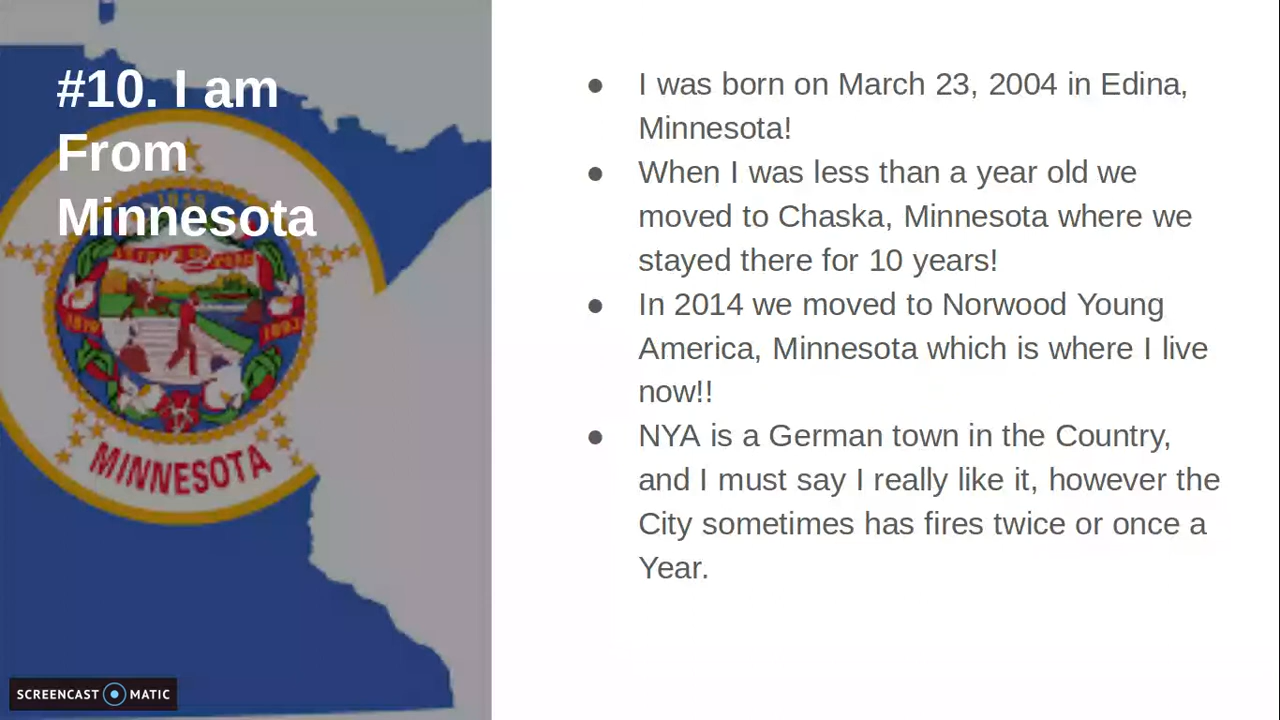 #10. I am
From
Minnesota
1819
1893
MINNESOTA
● I was born on March 23, 2004 in Edina,
Minnesota!
● When I was less than a year old we
moved to Chaska, Minnesota where we
stayed there for 10 years!
● In 2014 we moved to Norwood Young
America, Minnesota which is where I live
now!!
● NYA is a German town in the Country,
and I must say I really like it, however the
City sometimes has fires twice or once a
Year.
SCREENCAST MATIC